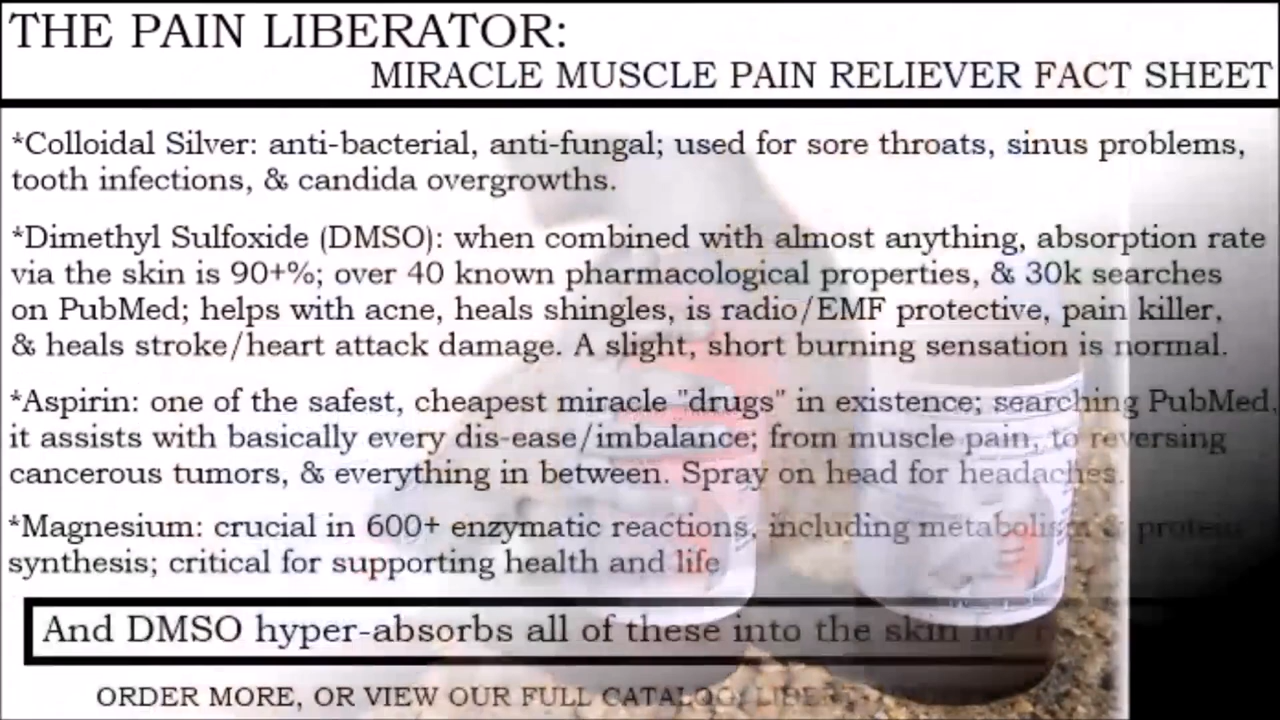 THE PAIN LIBERATOR:
MIRACLE MUSCLE PAIN RELIEVER FACT SHEET
*Colloidal Silver: anti-bacterial, anti-fungal; used for sore throats, sinus problems,
tooth infections, & candida overgrowths.
*Dimethyl Sulfoxide (DMSO): when combined with almost anything, absorption rate
via the skin is 90+%; over 40 known pharmacological properties, & 30k searches
on PubMed; helps with acne, heals shingles, is radio/EMF protective, pain killer,
& heals stroke/heart attack damage. A slight, short burning sensation is normal.
*Aspirin: one of the safest, cheapest miracle "drugs" in existence; searching PubMed,
it assists with basically every dis-ease/imbalance; from muscle pain, to reversing
cancerous tumors, & everything in between. Spray on head for headaches.
*Magnesium: crucial in 600+ enzymatic reactions, including metabolism & protein
synthesis; critical for supporting health and life
And DMSO hyper-absorbs all of these into the skin for
ORDER MORE, OR VIEW OUR FULL CATALOG: